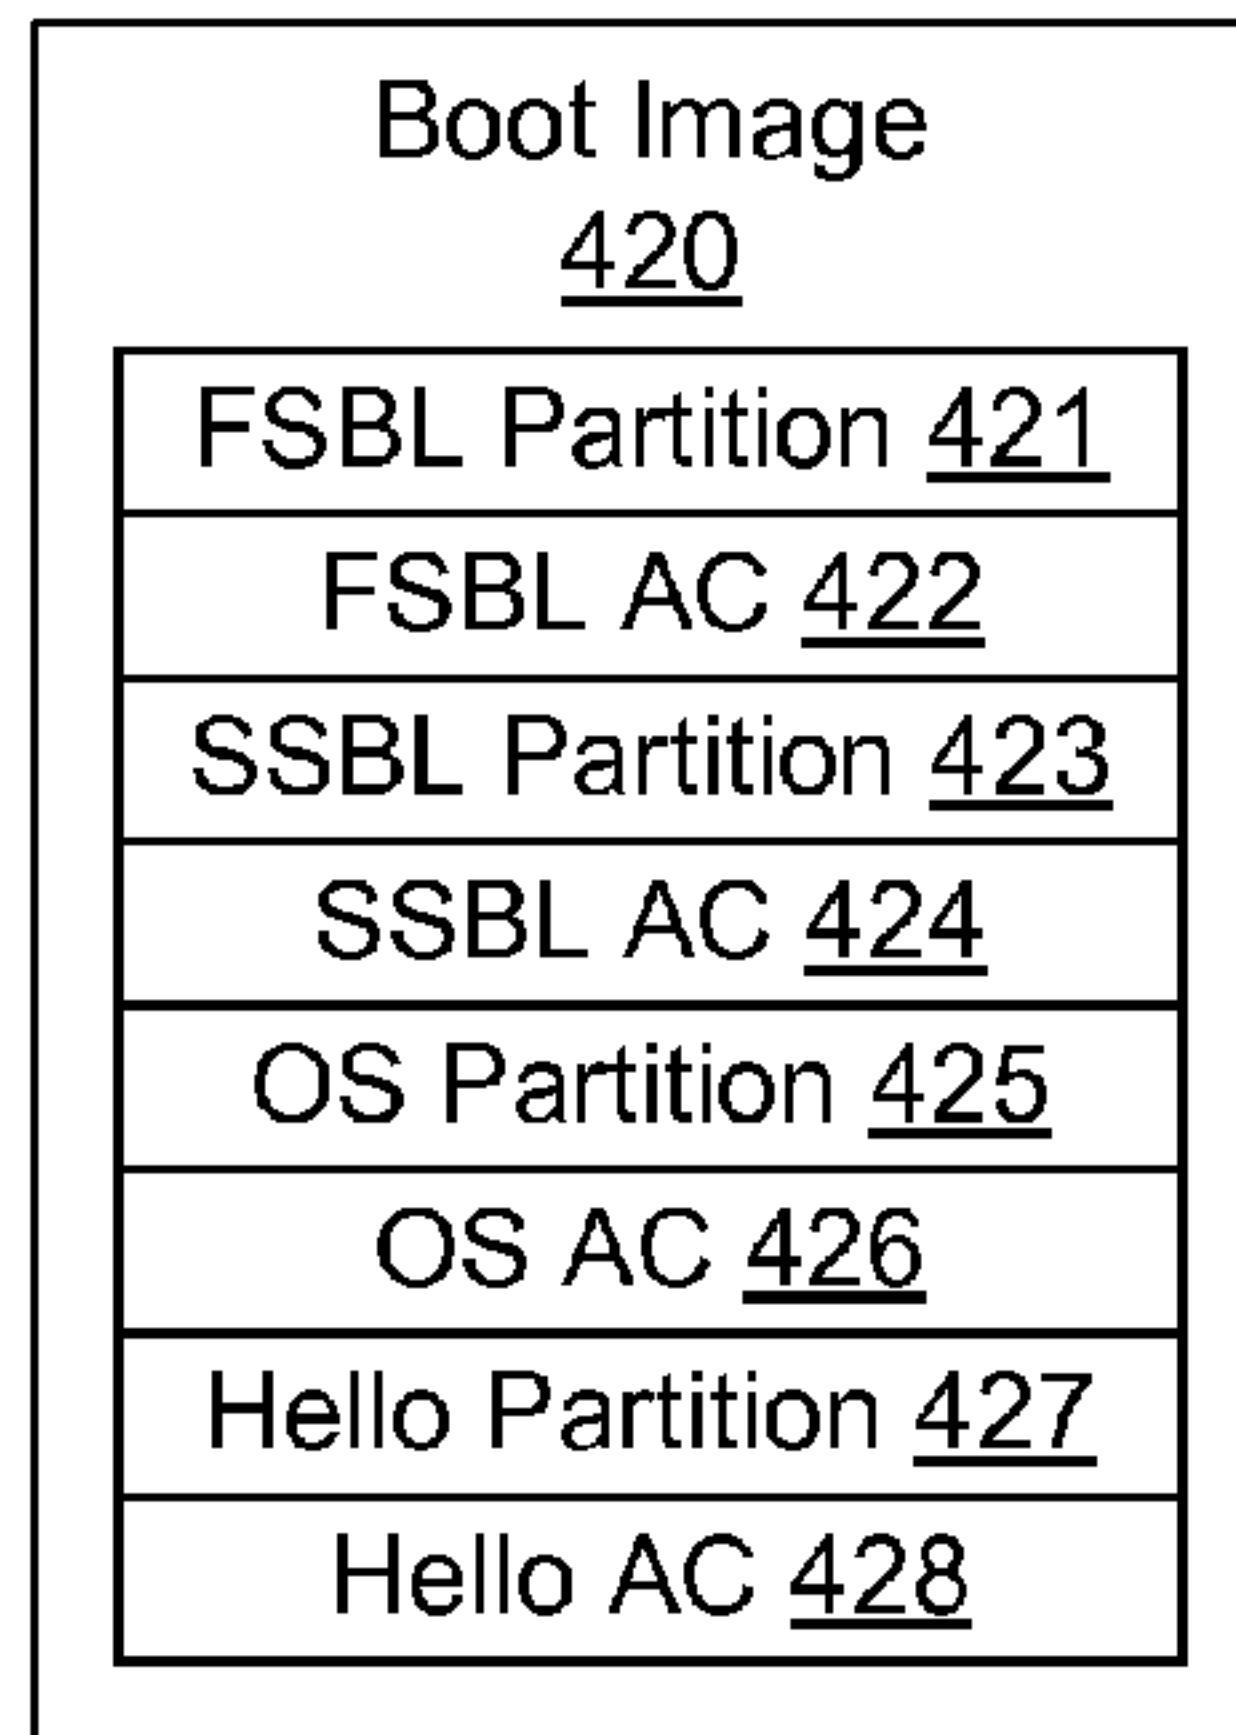 Boot Image
420
FSBL Partition 421
FSBL AC 422
SSBL Partition 423
SSBL AC 424
OS Partition 425
OS AC 426
Hello Partition 427
Hello AC 428